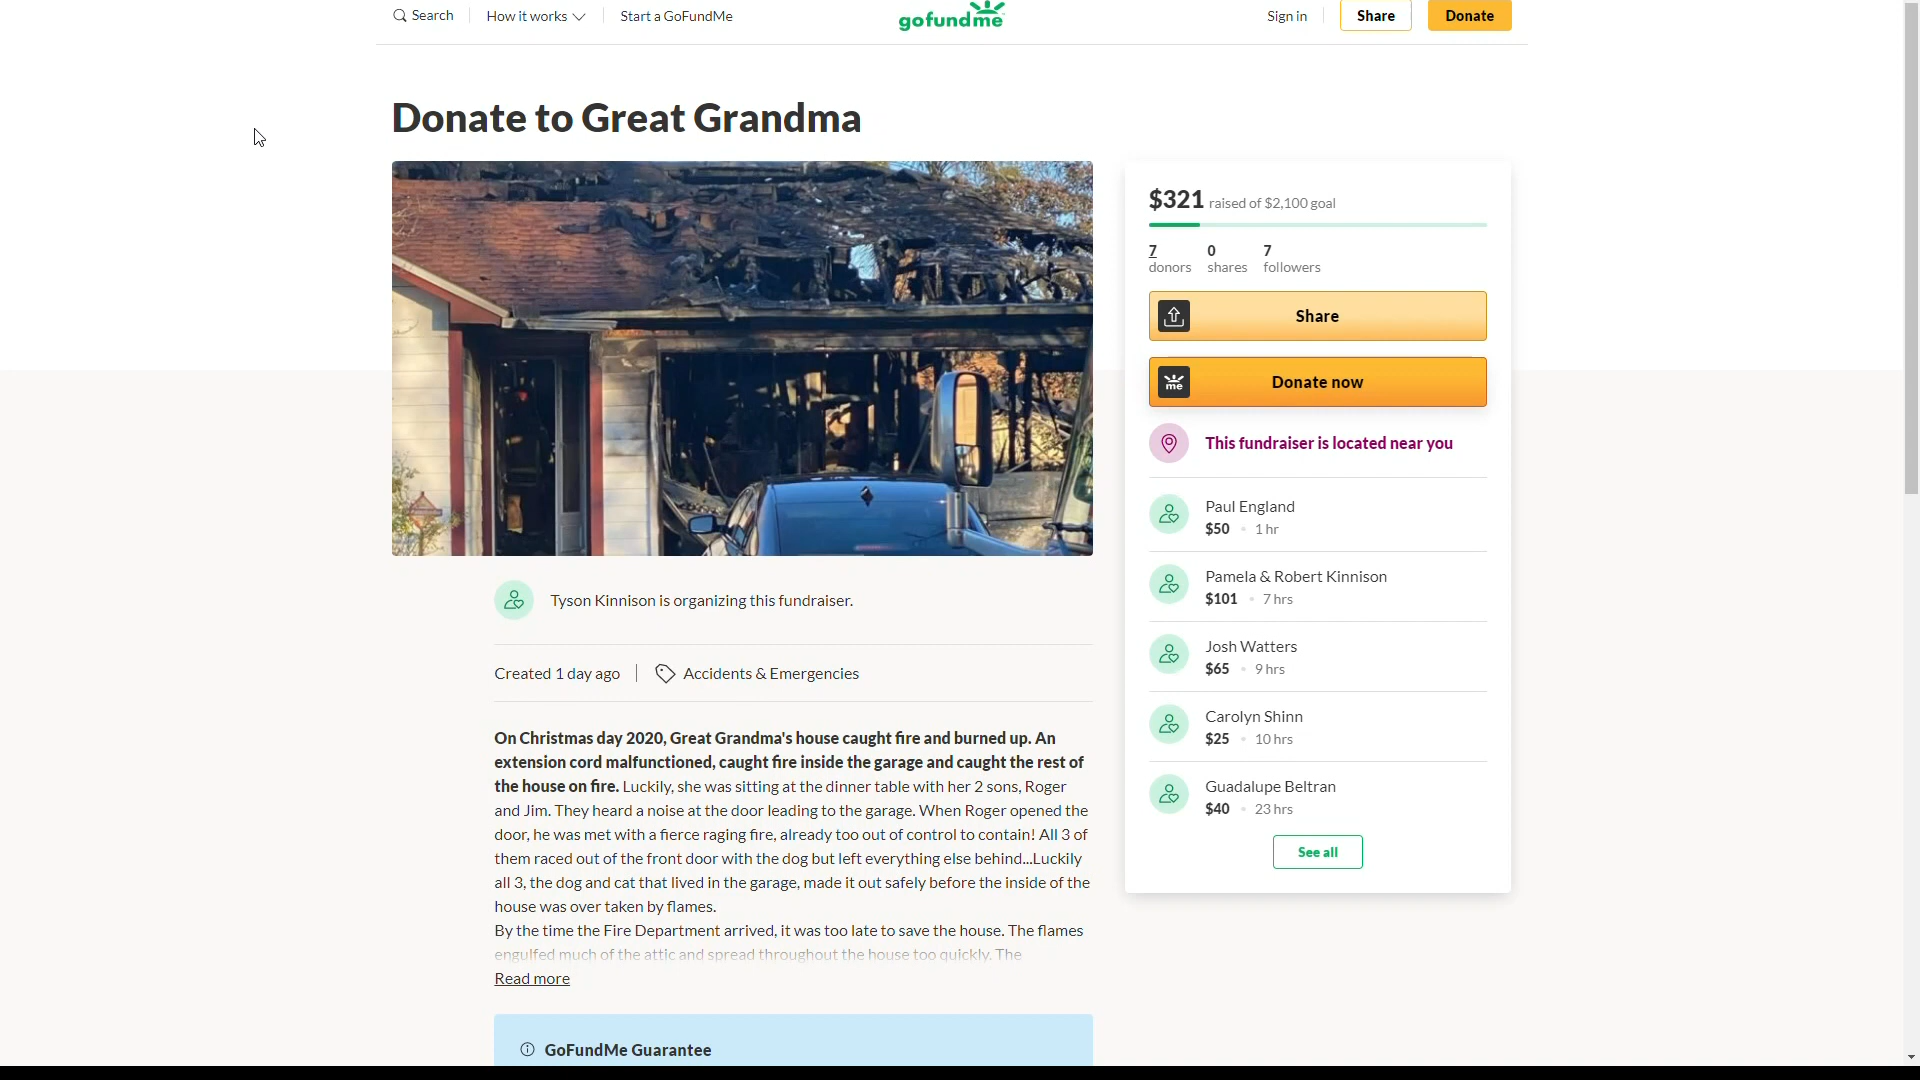 Search
How it works
Start a GoFundMe
gofundme
Sign in
Share
Donate
Donate to Great Grandma
$321 raised of $2,100 goal
7 donors
0 shares
7 followers
Share
me
Donate now
This fundraiser is located near you
Paul England
$50 • 1 hr
Pamela & Robert Kinnison
$101 • 7 hrs
Josh Watters
$65 • 9 hrs
Carolyn Shinn
$25 • 10 hrs
Guadalupe Beltran
$40 • 23 hrs
See all
Tyson Kinnison is organizing this fundraiser.
Created 1 day ago
Accidents & Emergencies
On Christmas day 2020, Great Grandma's house caught fire and burned up. An
extension cord malfunctioned, caught fire inside the garage and caught the rest of
the house on fire. Luckily, she was sitting at the dinner table with her 2 sons, Roger
and Jim. They heard a noise at the door leading to the garage. When Roger opened the
door, he was met with a fierce raging fire, already too out of control to contain! All 3 of
them raced out of the front door with the dog but left everything else behind...Luckily
all 3, the dog and cat that lived in the garage, made it out safely before the inside of the
house was over taken by flames.
By the time the Fire Department arrived, it was too late to save the house. The flames
engulfed much of the attic and spread throughout the house too quickly. The
Read more
GoFundMe Guarantee